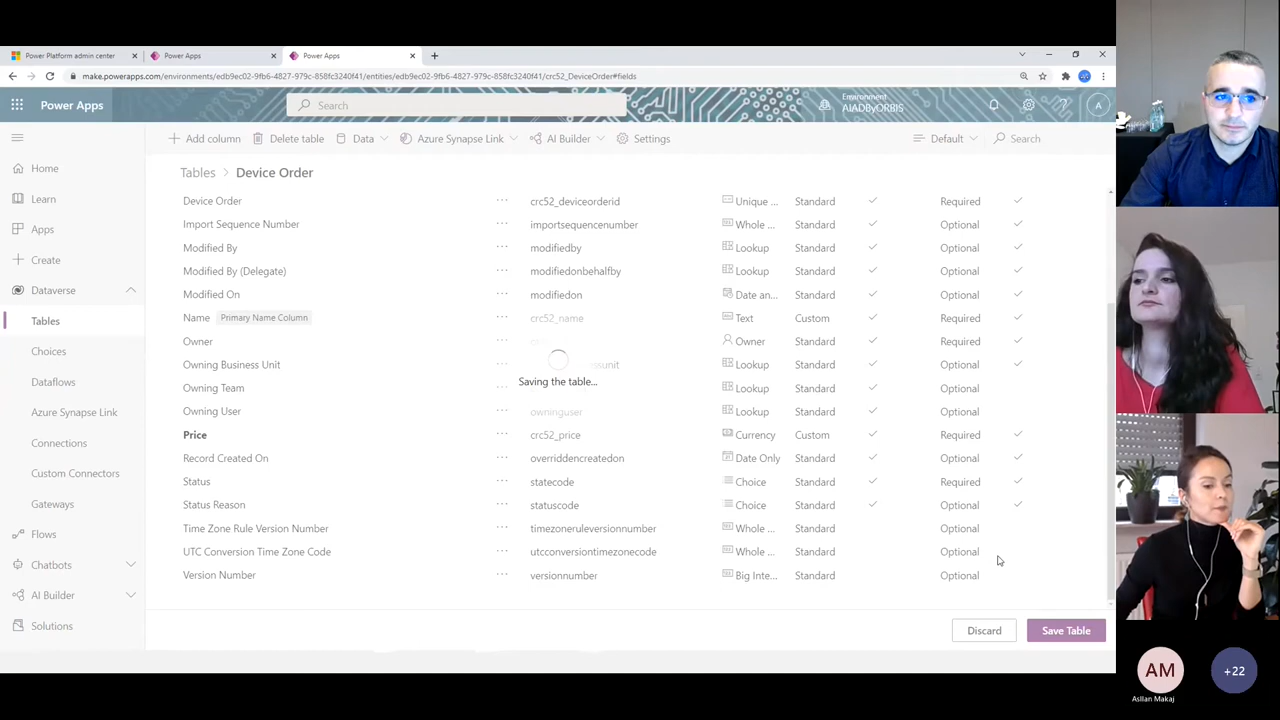 Power Platform admin center
Power Apps
Power Apps
make.powerapps.com/environments/edb9ec02-9fb6-4827-979c-858fc3240f41/entities/edb9ec02-9fb6-4827-979c-858fc3240f41/crc52_DeviceOrder#fields
Power Apps
Search
Environment
AIADByORBIS
A
Add column
Delete table
Data
Azure Synapse Link
AI Builder
Settings
Default
Search
Home
Learn
Apps
Create
Dataverse
Tables
Choices
Dataflows
Azure Synapse Link
Connections
Custom Connectors
Gateways
Flows
Chatbots
AI Builder
Solutions
Tables > Device Order
Device Order ··· crc52_deviceorderid Unique ... Standard Required
Import Sequence Number ··· importsequencenumber Whole ... Standard Optional
Modified By ··· modifiedby Lookup Standard Optional
Modified By (Delegate) ··· modifiedonbehalfby Lookup Standard Optional
Modified On ··· modifiedon Date an... Standard Optional
Name Primary Name Column ··· crc52_name Text Custom Required
Owner ··· Owner Standard Required
Owning Business Unit ··· Lookup Standard Optional
Owning Team ··· Lookup Standard Optional
Owning User ··· owninguser Lookup Standard Optional
Price ··· crc52_price Currency Custom Required
Record Created On ··· overriddencreatedon Date Only Standard Optional
Status ··· statecode Choice Standard Required
Status Reason ··· statuscode Choice Standard Optional
Time Zone Rule Version Number ··· timezoneruleversionnumber Whole ... Standard Optional
UTC Conversion Time Zone Code ··· utcconversiontimezonecode Whole ... Standard Optional
Version Number ··· versionnumber Big Inte... Standard Optional
Saving the table...
Discard
Save Table
AM
Asllan Makaj
+22